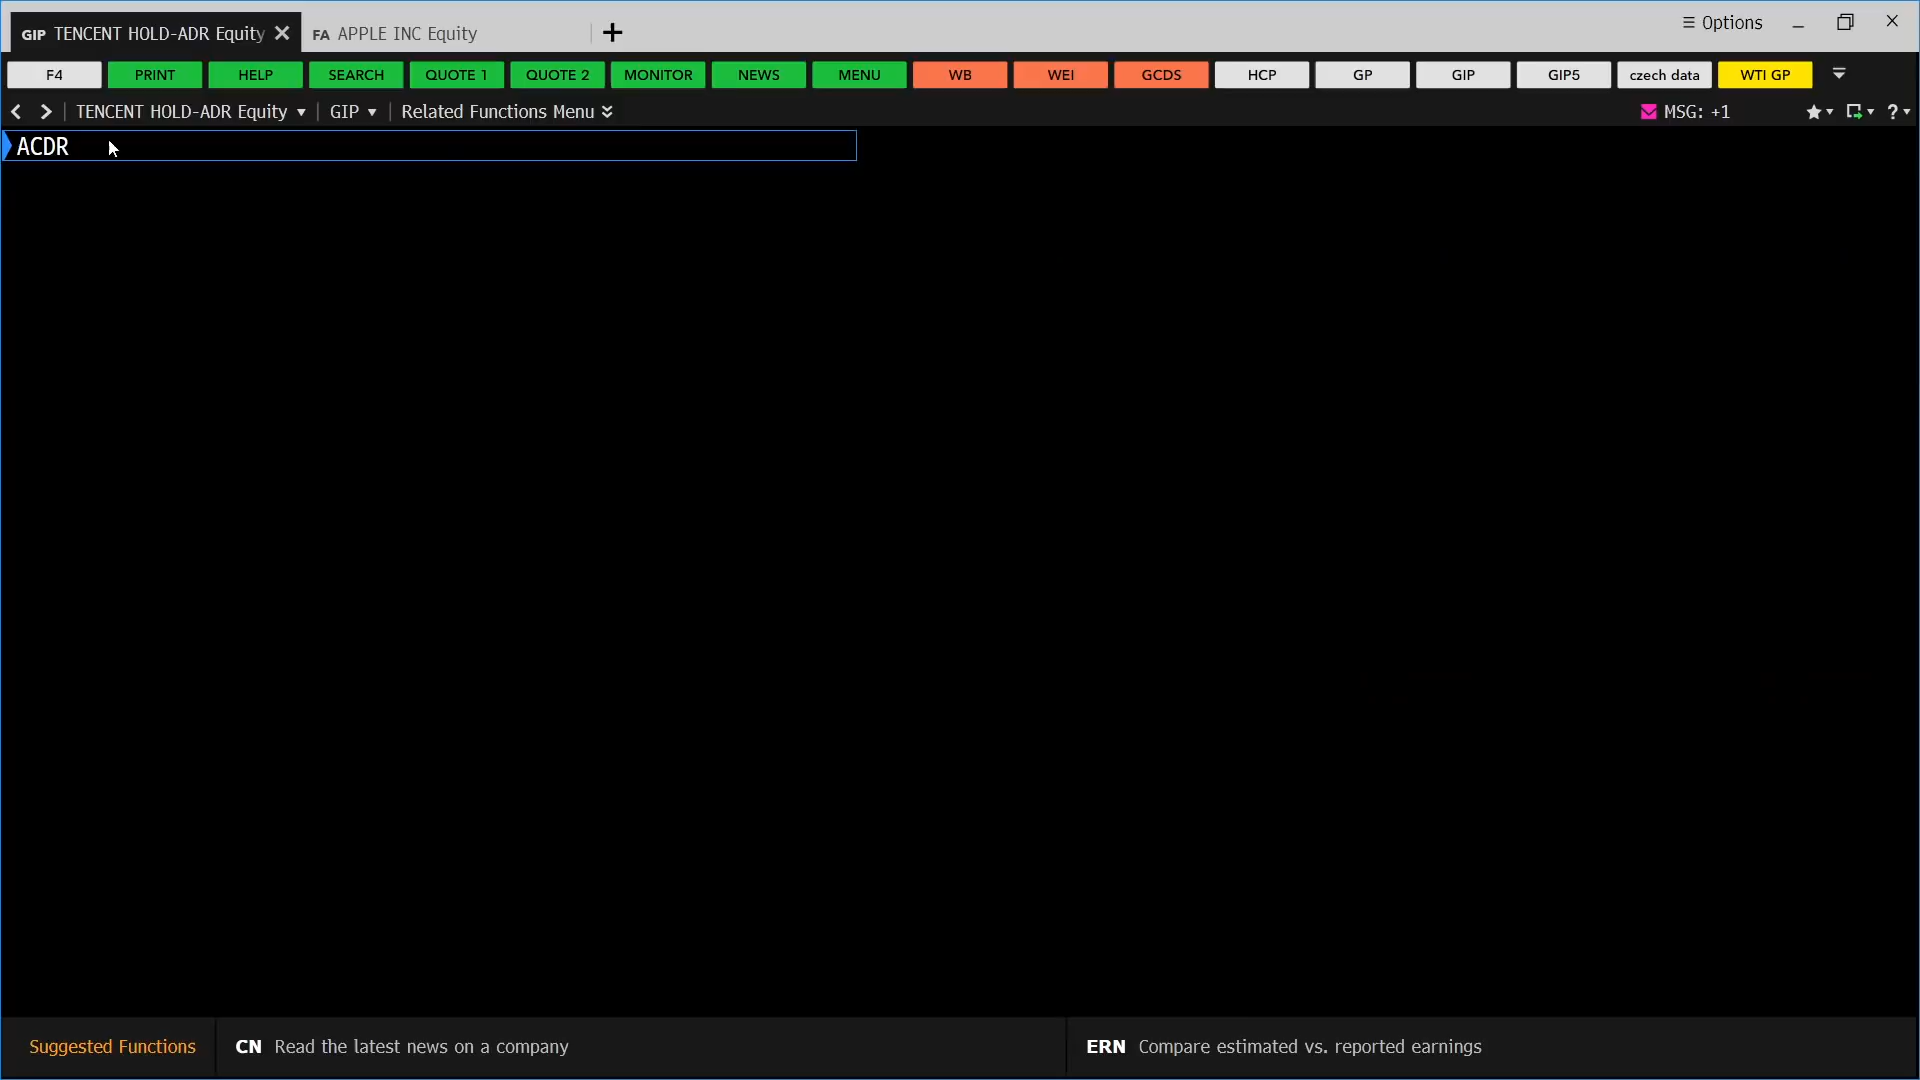 GIP TENCENT HOLD-ADR Equity FA APPLE INC Equity Options
F4 PRINT HELP SEARCH QUOTE 1 QUOTE 2 MONITOR NEWS MENU WB WEI GCDS HCP GP GIP GIP5 czech data WTI GP
TENCENT HOLD-ADR Equity GIP Related Functions Menu MSG: +1 ?
ACDR
Suggested Functions CN Read the latest news on a company ERN Compare estimated vs. reported earnings